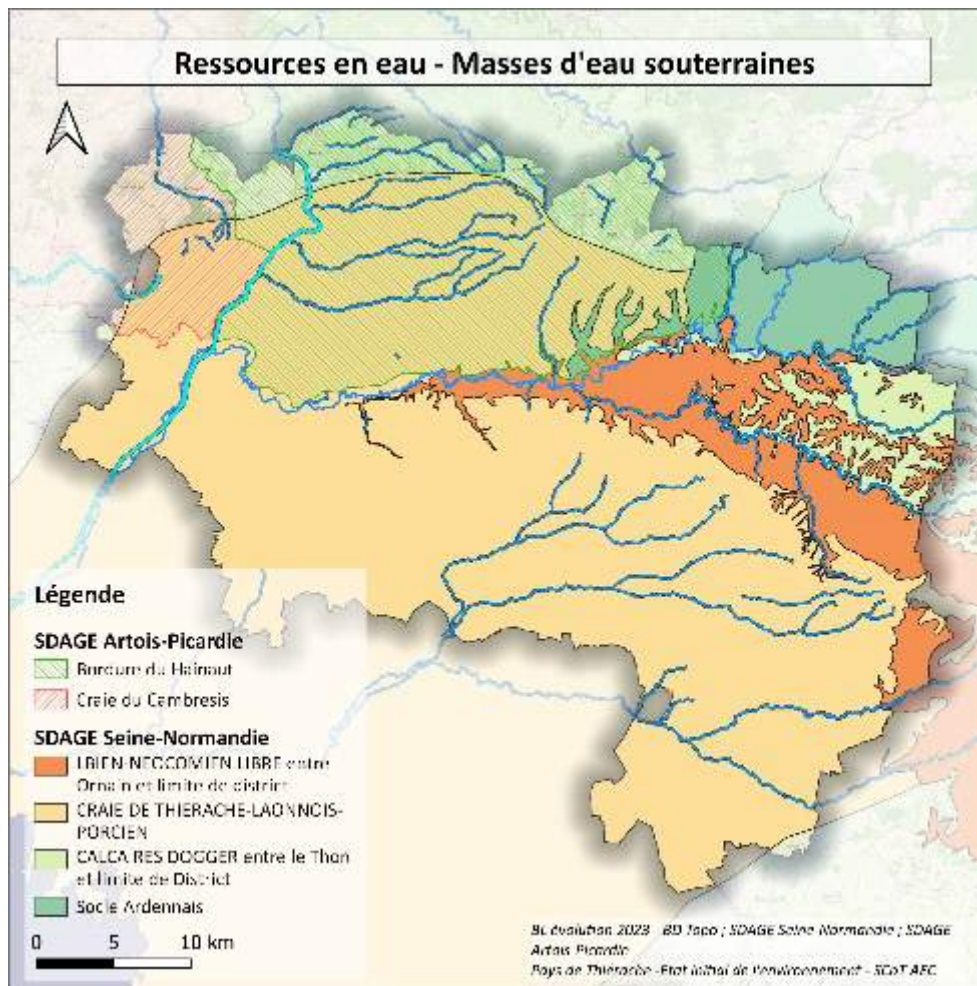 Ressources en eau - Masses d'eau souterraines
Légende
SDAGE Artois-Picardie
Bordure du Hainaut
Craie du Cambresis
SDAGE Seine-Normandie
LBIEN-NEOCOMIEN LIBRE entre
Ornain et limite de district
CRAIE DE THIERACHE-LAONNOIS-
PORCIEN
CALCA RES DOGGER entre le Thon
et limite de District
Socle Ardennais
0 5 10 km
BL évolution 2023 - BD Topo ; SDAGE Seine Normandie ; SDAGE
Artois Picardie
Pays de Thiérache - Etat initial de l'environnement - SCoT AEC